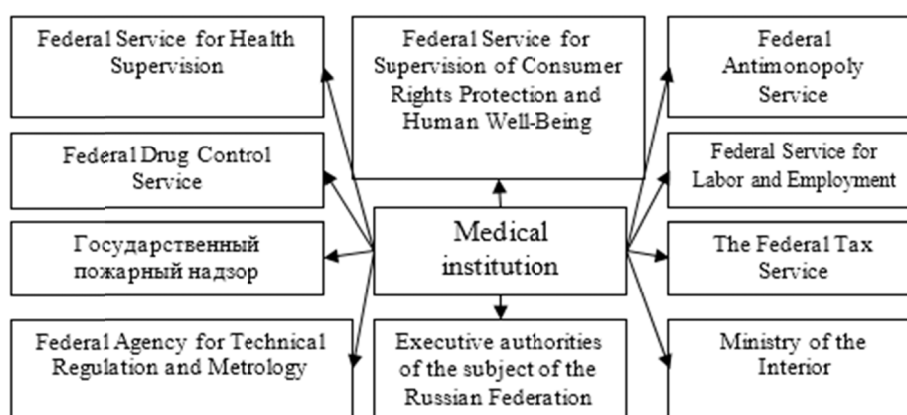 Federal Service for Health
Supervision
Federal Service for
Supervision of Consumer
Rights Protection and
Human Well-Being
Federal
Antimonopoly
Service
Federal Drug Control
Service
Federal Service for
Labor and Employment
Государственный
пожарный надзор
Medical
institution
The Federal Tax
Service
Federal Agency for Technical
Regulation and Metrology
Executive authorities
of the subject of the
Russian Federation
Ministry of the
Interior